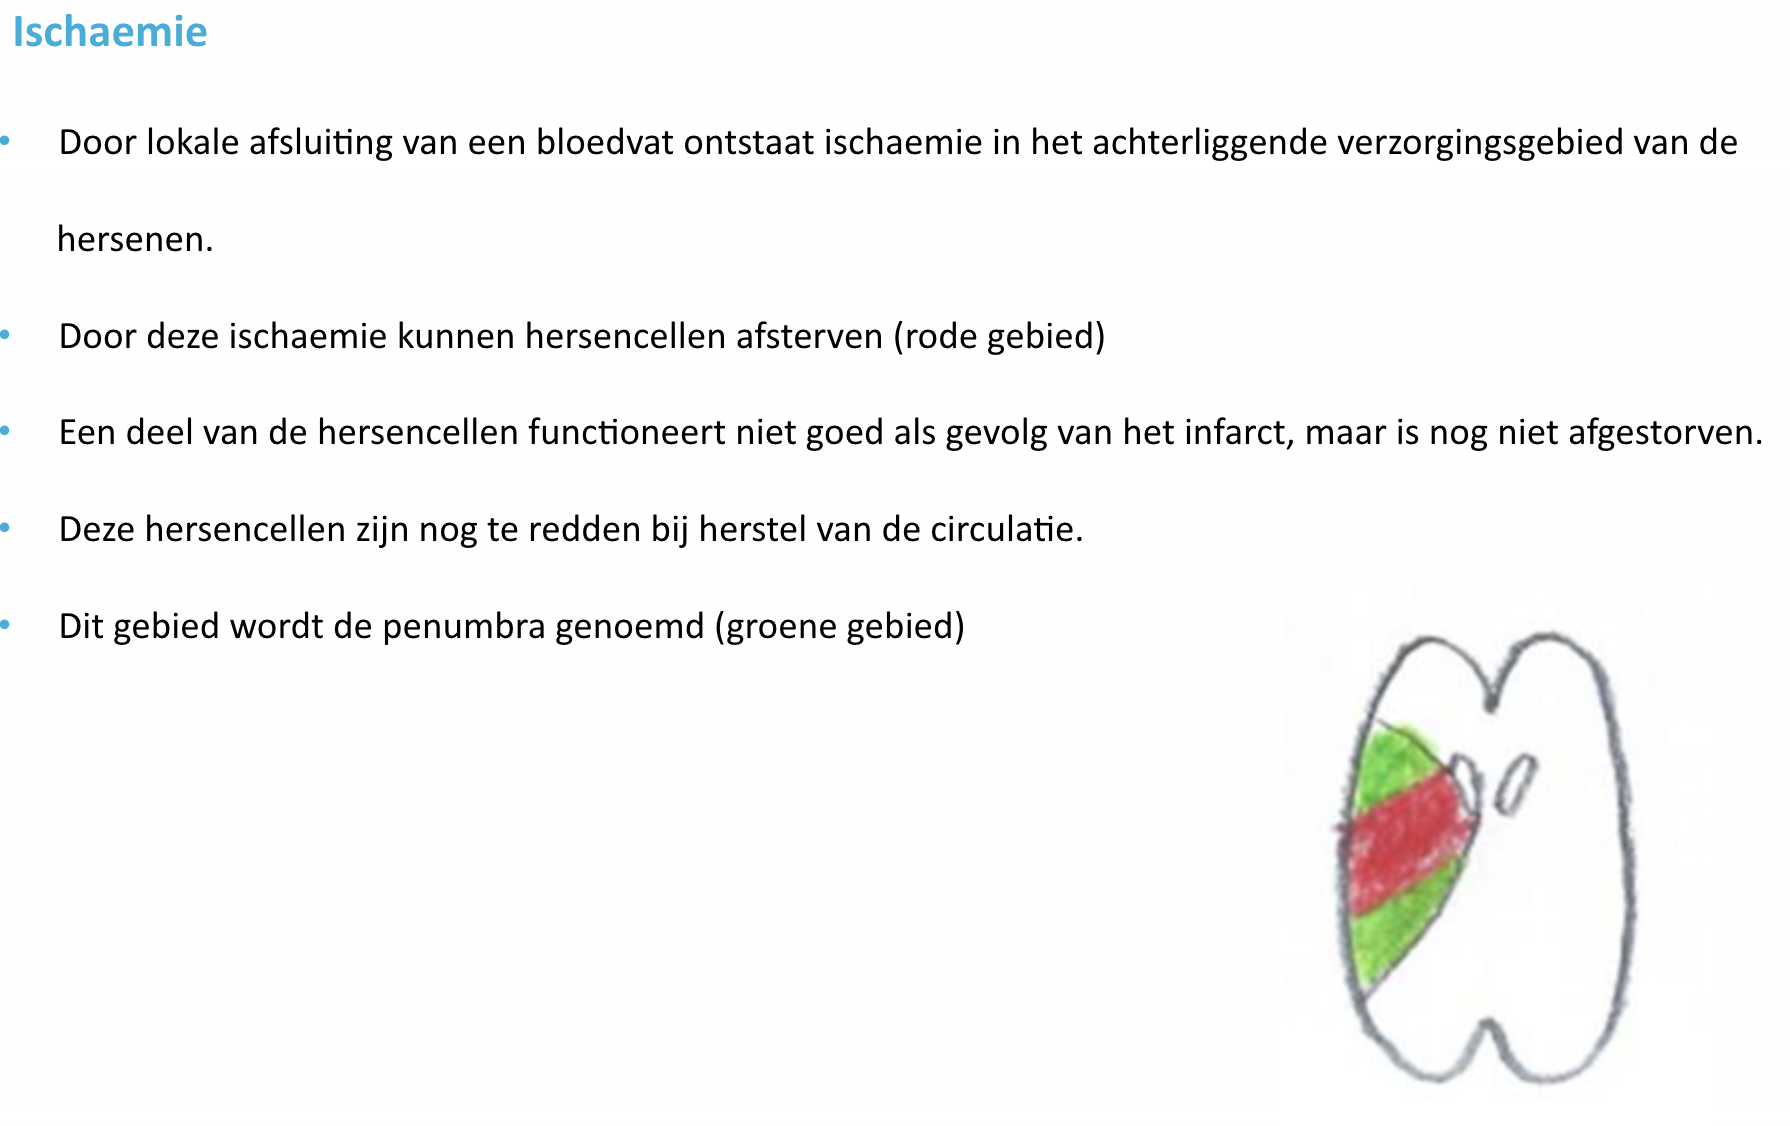 Ischaemie
• Door lokale afsluiting van een bloedvat ontstaat ischaemie in het achterliggende verzorgingsgebied van de
hersenen.
• Door deze ischaemie kunnen hersencellen afsterven (rode gebied)
• Een deel van de hersencellen functioneert niet goed als gevolg van het infarct, maar is nog niet afgestorven.
• Deze hersencellen zijn nog te redden bij herstel van de circulatie.
• Dit gebied wordt de penumbra genoemd (groene gebied)